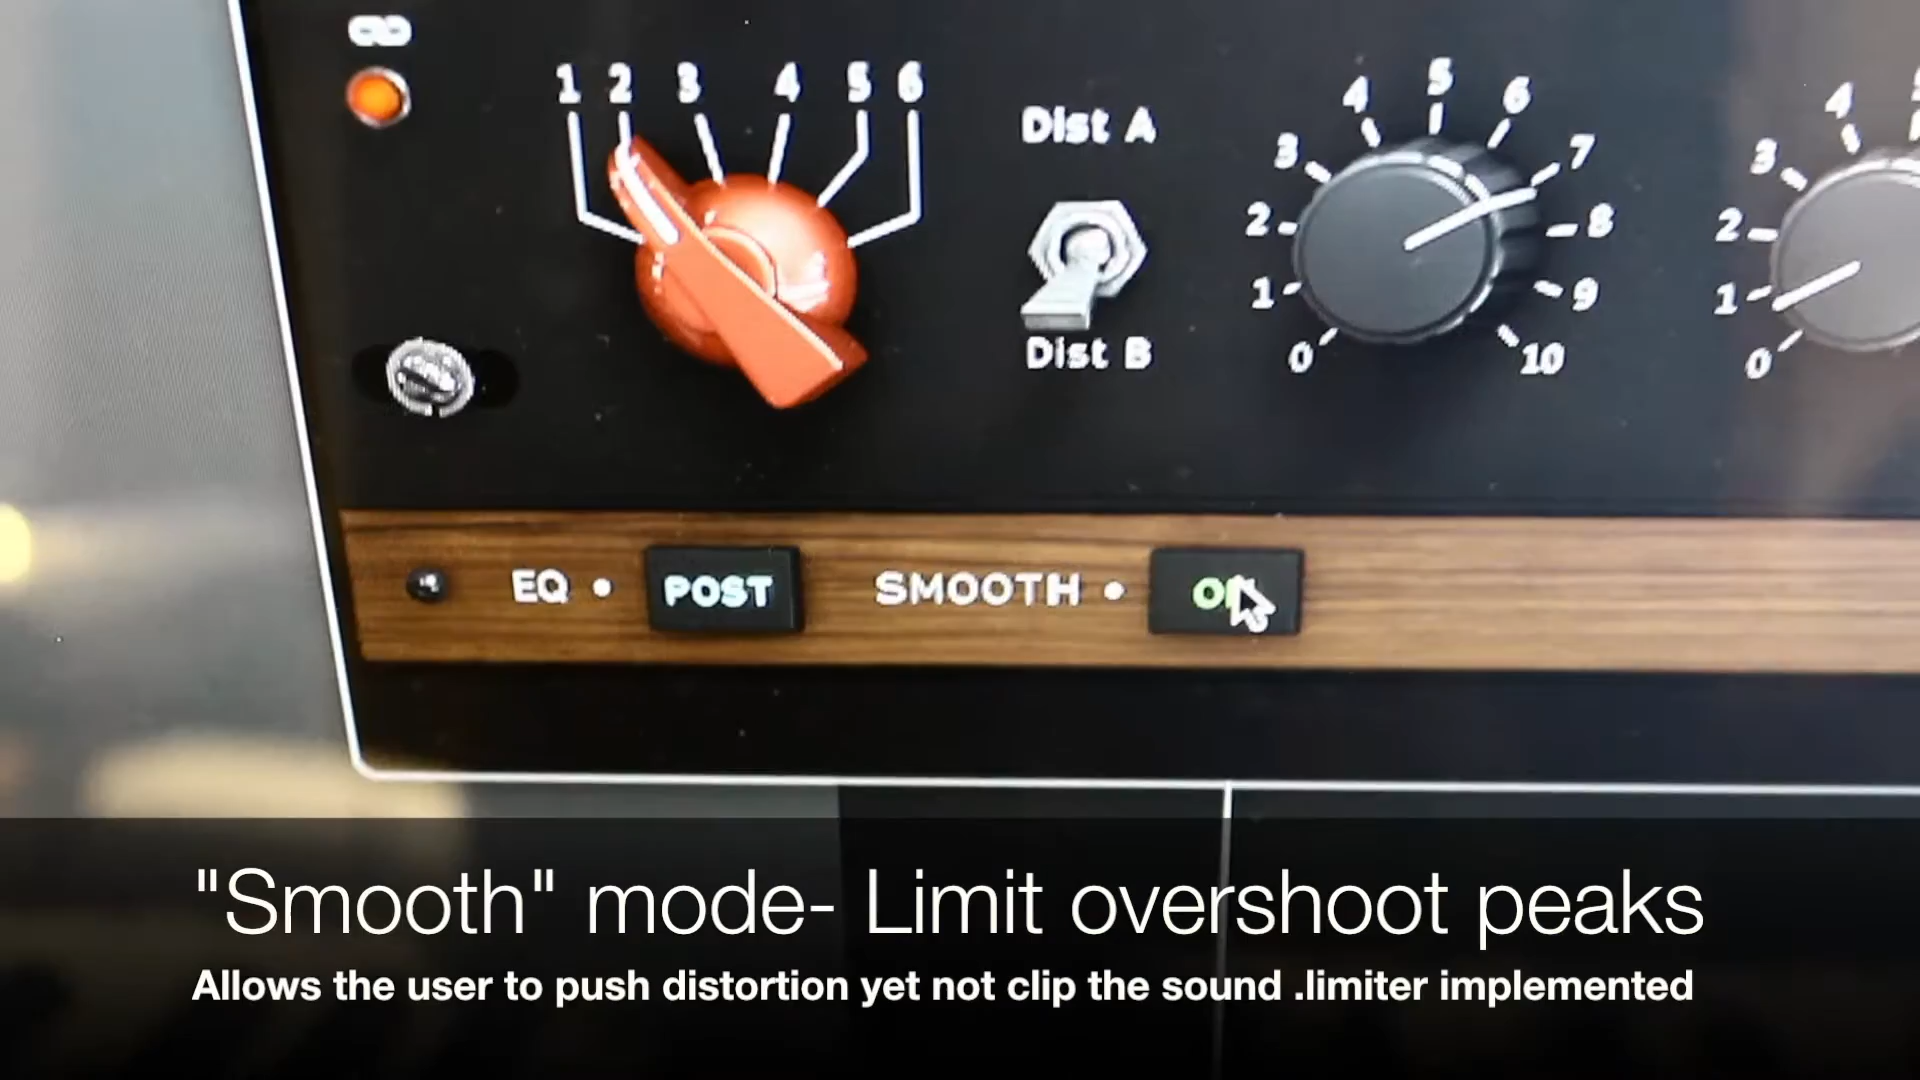 1 2 3 4 5 6
Dist A
Dist B
0 1 2 3 4 5 6 7 8 9 10
0 1 2 3 4
EQ • POST SMOOTH •
"Smooth" mode- Limit overshoot peaks
Allows the user to push distortion yet not clip the sound .limiter implemented